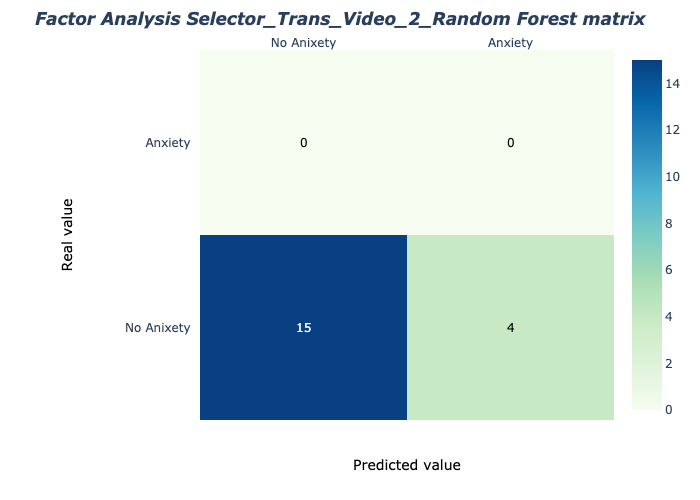 Factor Analysis Selector_Trans_Video_2_Random Forest matrix
No Anixety Anxiety
Anxiety 0 0
No Anixety 15 4
Real value
Predicted value
14
12
10
8
6
4
2
0